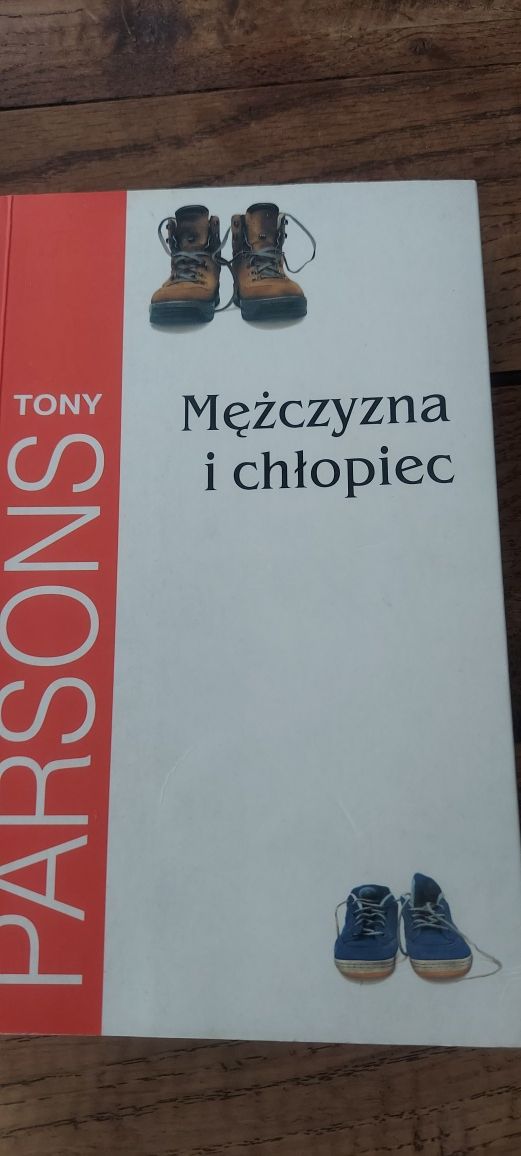 TONY
PARSONS
Mężczyzna
i chłopiec